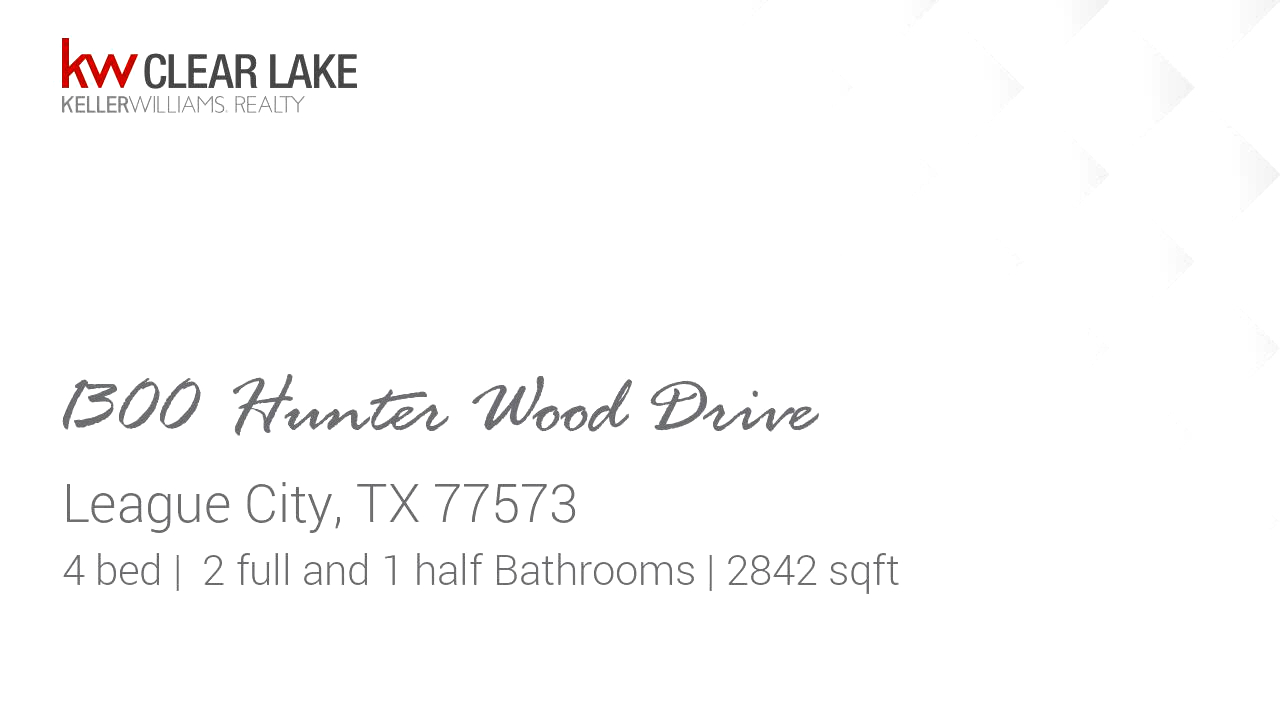 kw CLEAR LAKE
KELLERWILLIAMS. REALTY
1300 Hunter Wood Drive
League City, TX 77573
4 bed | 2 full and 1 half Bathrooms | 2842 sqft